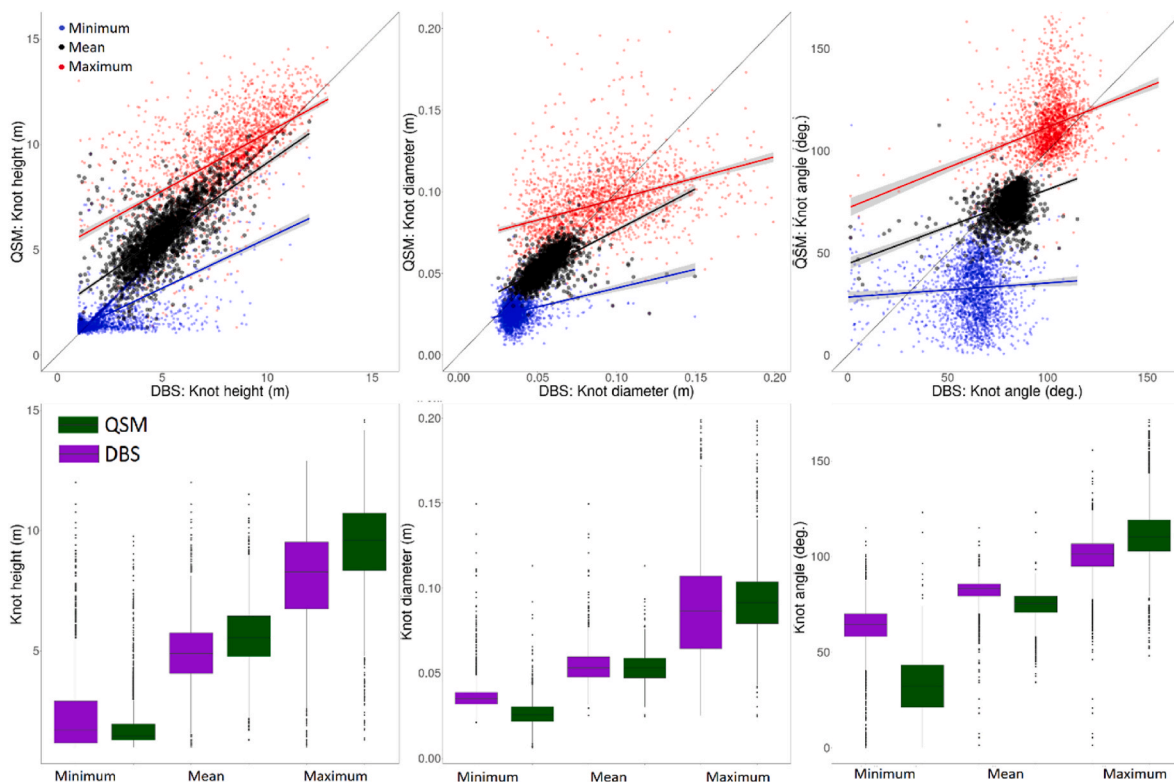 15
Minimum
Mean
Maximum
10
5
0
QSM: Knot height (m)
0
5
10
15
DBS: Knot height (m)
0.20
0.15
0.10
0.05
0.00
QSM: Knot diameter (m)
0.00
0.05
0.10
0.15
0.20
DBS: Knot diameter (m)
150
100
50
0
QSM: Knot angle (deg.)
0
50
100
150
DBS: Knot angle (deg.)
15
QSM
DBS
10
5
Knot height (m)
Minimum
Mean
Maximum
0.20
0.15
0.10
0.05
0.00
Knot diameter (m)
Minimum
Mean
Maximum
150
100
50
0
Knot angle (deg.)
Minimum
Mean
Maximum